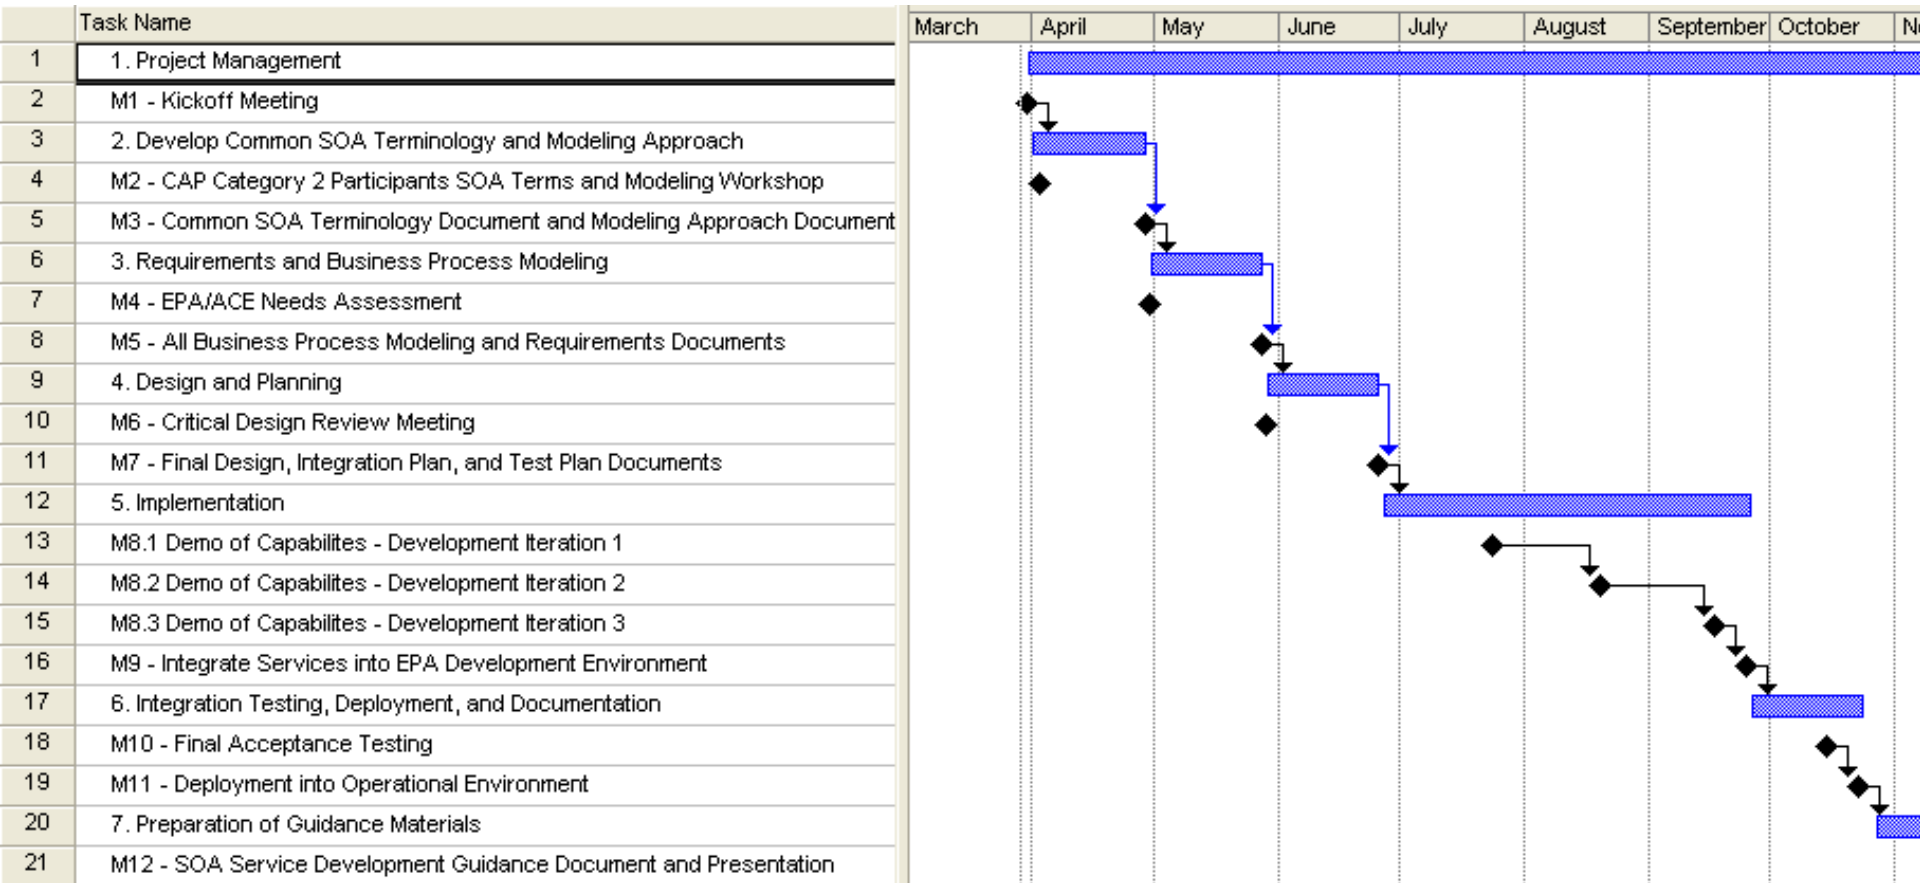 Task Name March April May June July August September October
1 1. Project Management
2 M1 - Kickoff Meeting
3 2. Develop Common SOA Terminology and Modeling Approach
4 M2 - CAP Category 2 Participants SOA Terms and Modeling Workshop
5 M3 - Common SOA Terminology Document and Modeling Approach Document
6 3. Requirements and Business Process Modeling
7 M4 - EPA/ACE Needs Assessment
8 M5 - All Business Process Modeling and Requirements Documents
9 4. Design and Planning
10 M6 - Critical Design Review Meeting
11 M7 - Final Design, Integration Plan, and Test Plan Documents
12 5. Implementation
13 M8.1 Demo of Capabilites - Development Iteration 1
14 M8.2 Demo of Capabilites - Development Iteration 2
15 M8.3 Demo of Capabilites - Development Iteration 3
16 M9 - Integrate Services into EPA Development Environment
17 6. Integration Testing, Deployment, and Documentation
18 M10 - Final Acceptance Testing
19 M11 - Deployment into Operational Environment
20 7. Preparation of Guidance Materials
21 M12 - SOA Service Development Guidance Document and Presentation